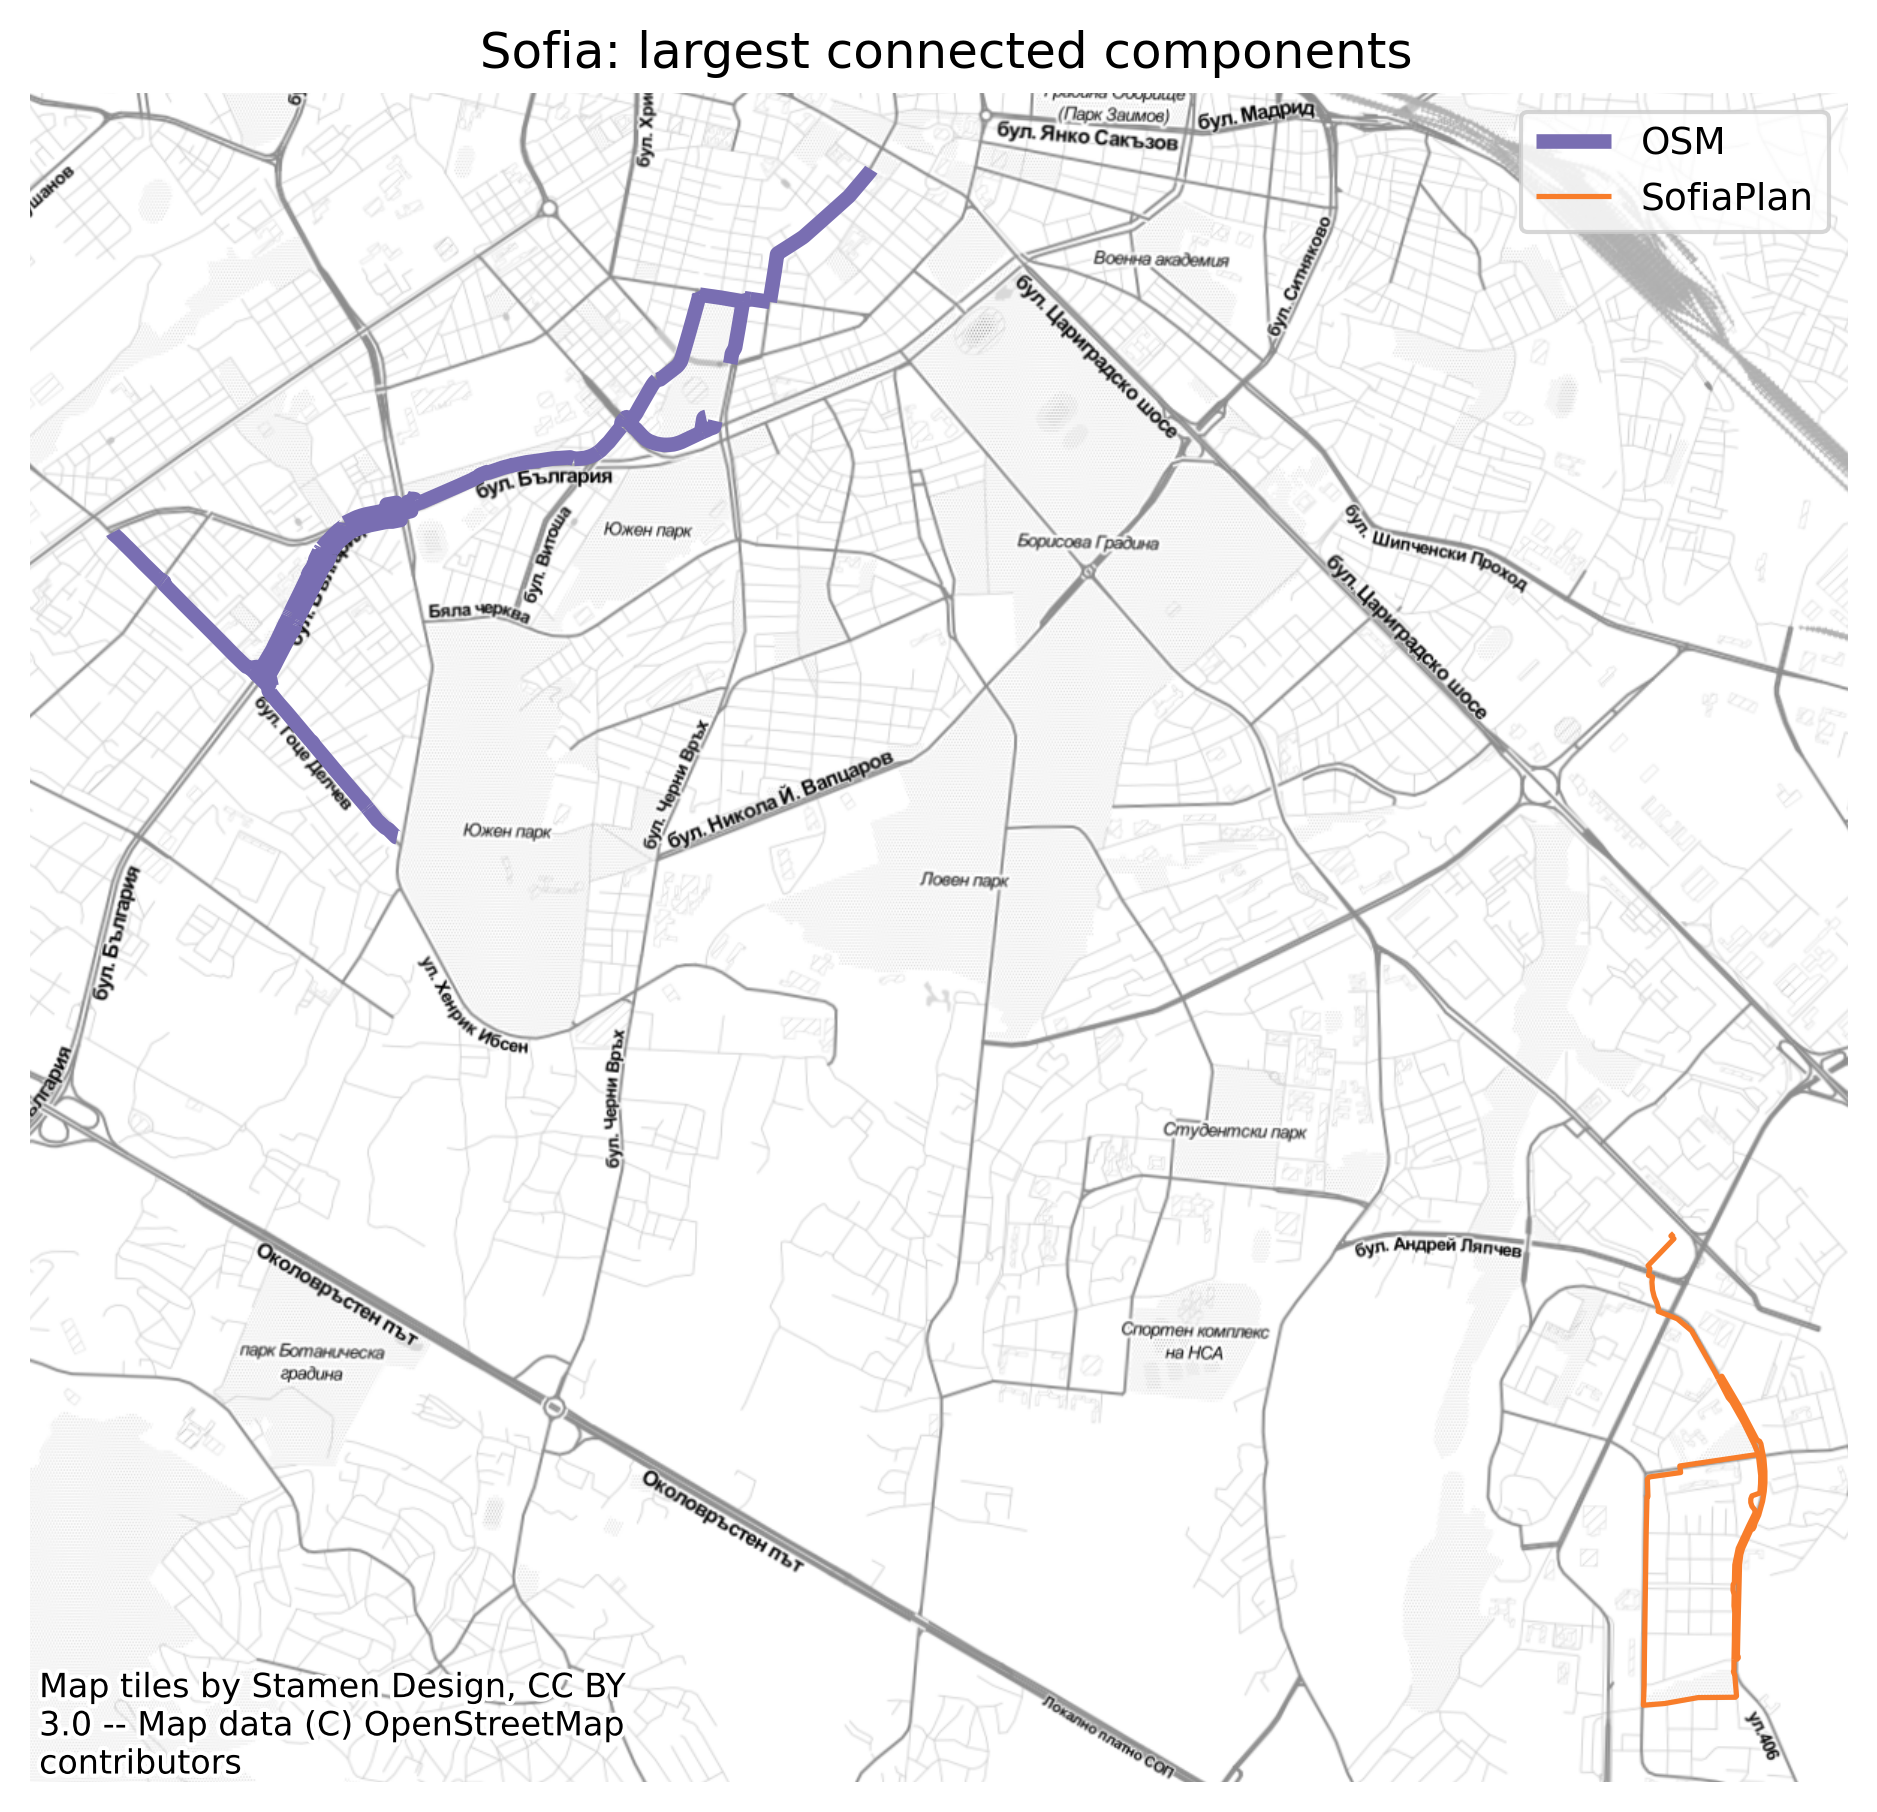 Sofia: largest connected components
OSM
SofiaPlan
(Парк Заимов)
бул. Мадрид
бул. Янко Сакъзов
Военна академия
бул. Ситняково
бул. Цариградско шосе
бул. България
Южен парк
бул. Витоша
Борисова Градина
бул. Шипченски Проход
Бяла черква
бул. Цариградско шосе
бул. Гоце Делчев
бул. Черни Връх
бул. Никола Й. Вапцаров
Южен парк
Ловен парк
бул. България
ул. Хенрик Ибсен
бул. Черни Връх
Студентски парк
бул. Андрей Ляпчев
Околовръстен път
Спортен комплекс
на НСА
парк Ботаническа
градина
Околовръстен път
Локално платно СОП
ул.406
Map tiles by Stamen Design, CC BY
3.0 -- Map data (C) OpenStreetMap
contributors